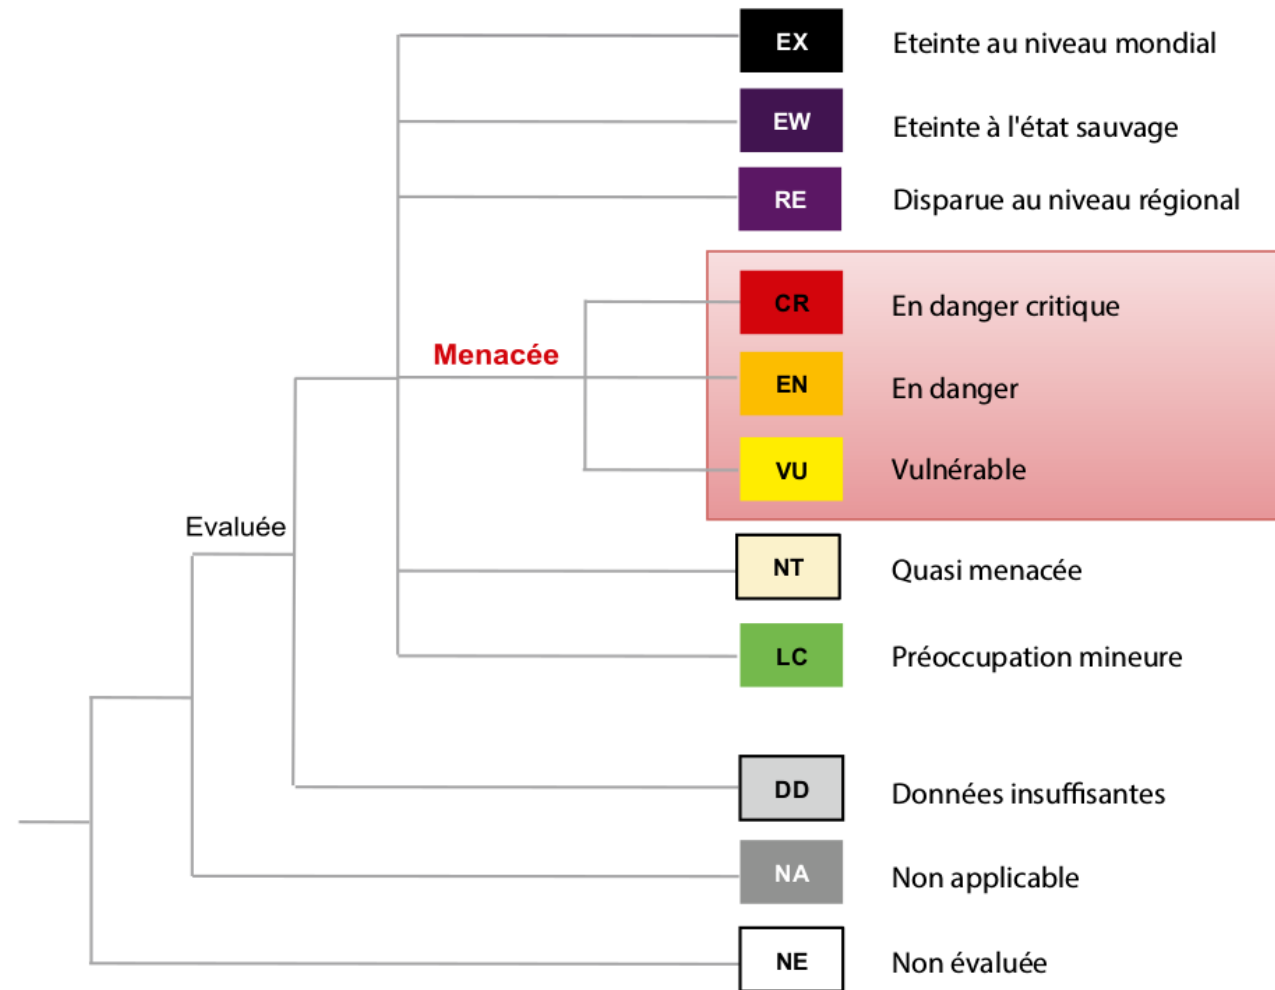 EX Eteinte au niveau mondial
EW Eteinte à l'état sauvage
RE Disparue au niveau régional
CR En danger critique
Menacée
EN En danger
VU Vulnérable
Evaluée
NT Quasi menacée
LC Préoccupation mineure
DD Données insuffisantes
NA Non applicable
NE Non évaluée